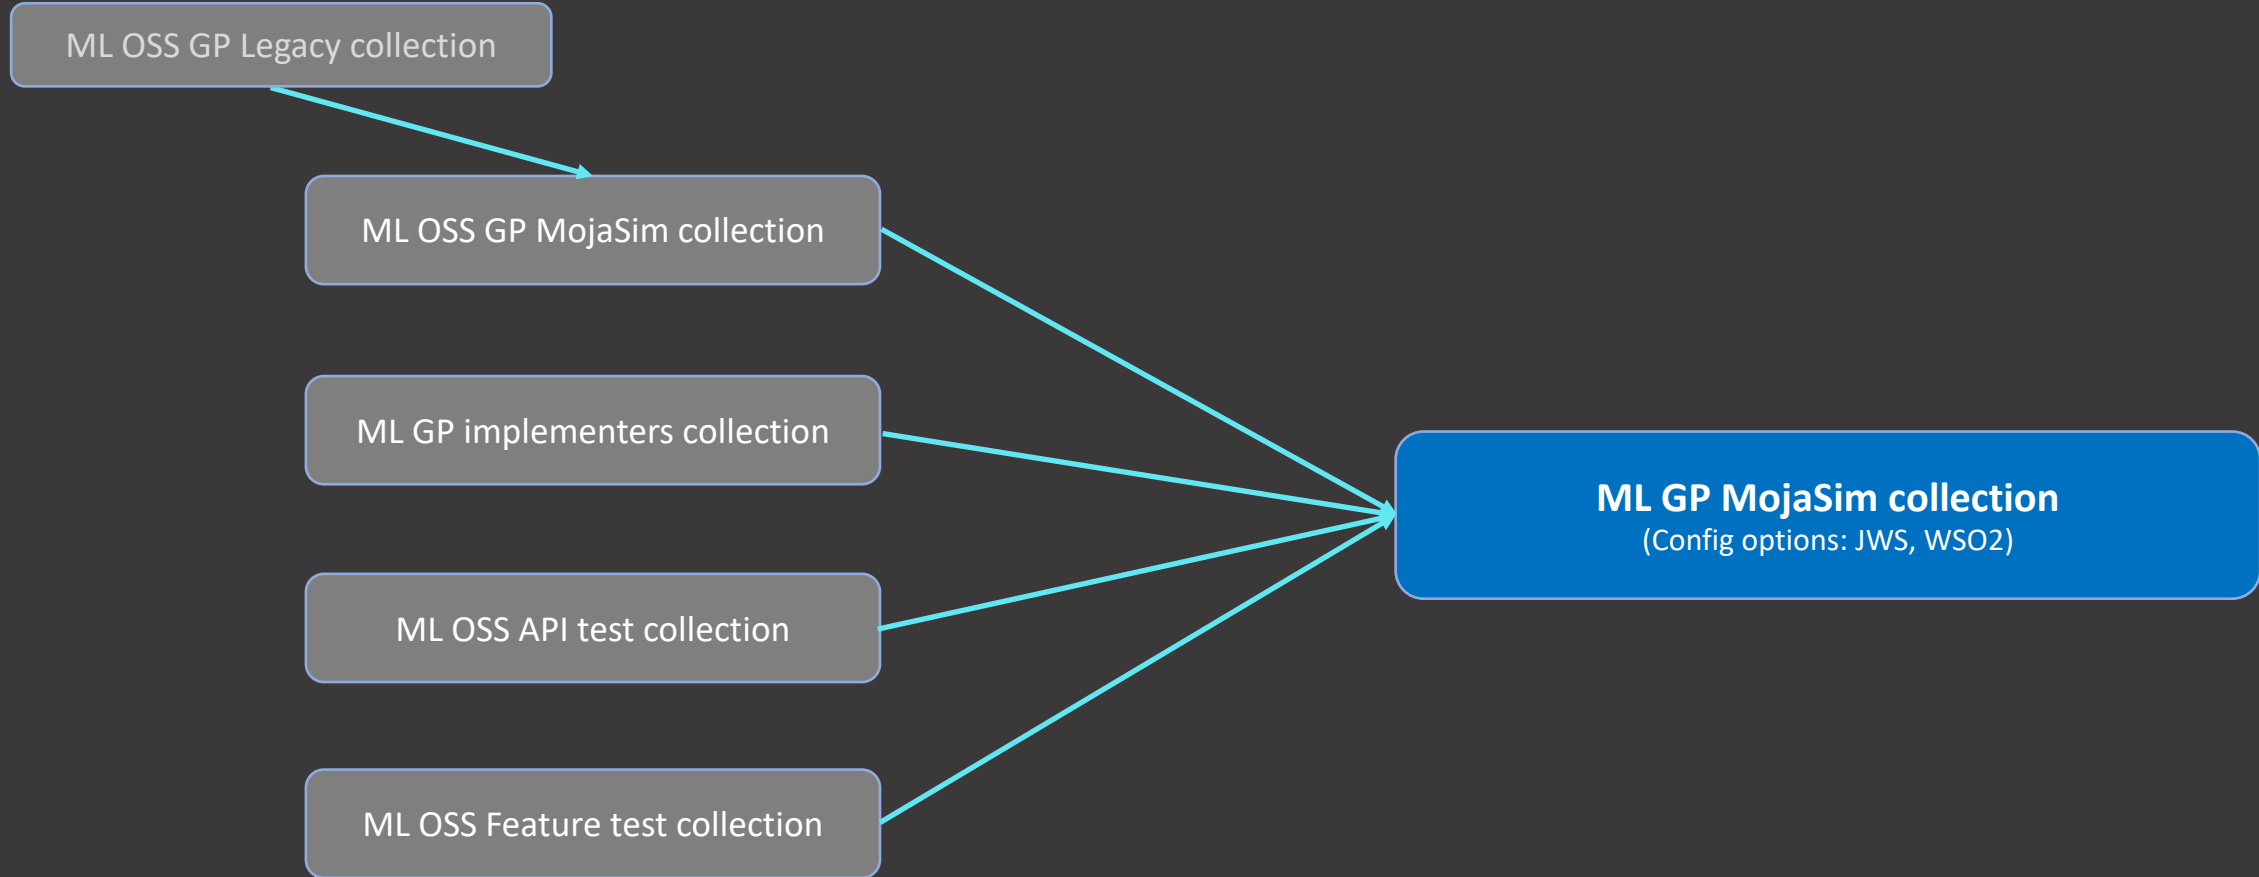 ML OSS GP Legacy collection
ML OSS GP MojaSim collection
ML GP implementers collection
ML GP MojaSim collection
(Config options: JWS, WSO2)
ML OSS API test collection
ML OSS Feature test collection